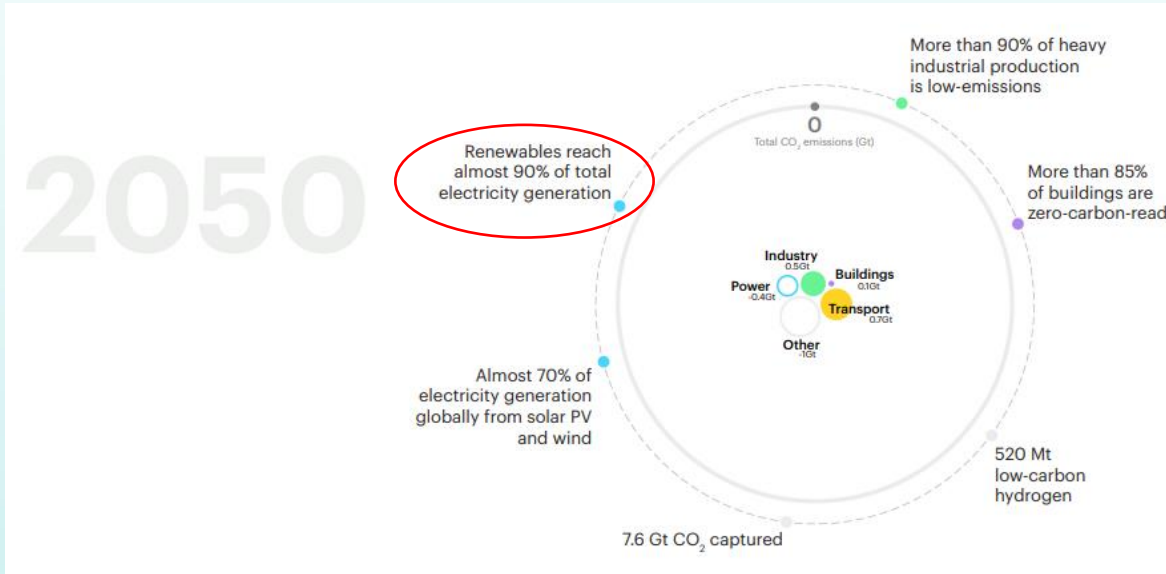 2050
More than 90% of heavy
industrial production
is low-emissions
0
Total CO₂ emissions (Gt)
Renewables reach
almost 90% of total
electricity generation
More than 85%
of buildings are
zero-carbon-read
Industry
0.5Gt
Buildings
0.1Gt
Power
-0.4Gt
Transport
0.7Gt
Other
-1Gt
Almost 70% of
electricity generation
globally from solar PV
and wind
520 Mt
low-carbon
hydrogen
7.6 Gt CO₂ captured